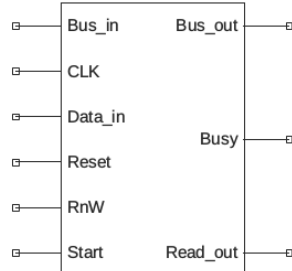 Bus_in Bus_out
CLK
Data_in
Busy
Reset
RnW
Start Read_out